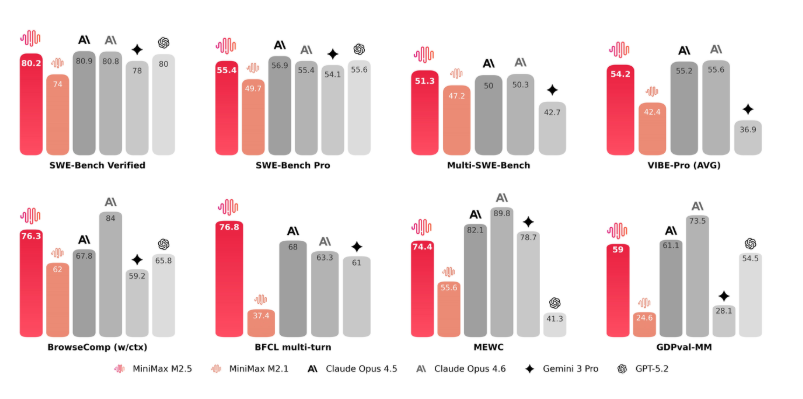 80.2 74 80.9 80.8 78 80
SWE-Bench Verified
55.4 49.7 56.9 55.4 54.1 55.6
SWE-Bench Pro
51.3 47.2 50 50.3 42.7
Multi-SWE-Bench
54.2 42.4 55.2 55.6 36.9
VIBE-Pro (AVG)
76.3 62 67.8 84 59.2 65.8
BrowseComp (w/ctx)
76.8 37.4 68 63.3 61
BFCL multi-turn
74.4 55.6 82.1 89.8 78.7 41.3
MEWC
59 24.6 61.1 73.5 28.1 54.5
GDPval-MM
MiniMax M2.5 MiniMax M2.1 Claude Opus 4.5 Claude Opus 4.6 Gemini 3 Pro GPT-5.2